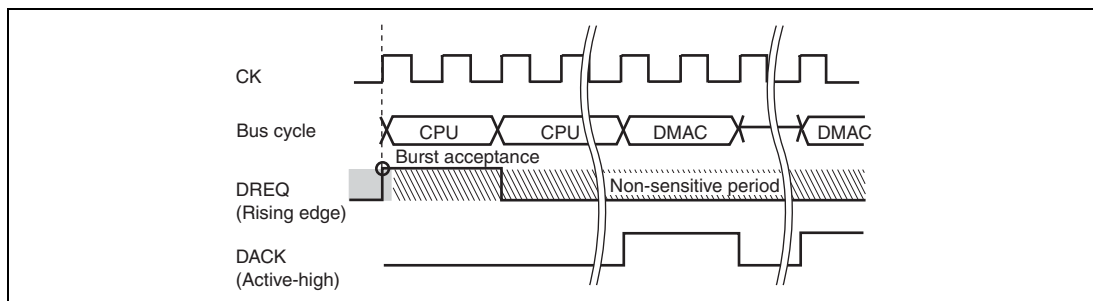 CK
Bus cycle
CPU
CPU
DMAC
DMAC
Burst acceptance
DREQ
(Rising edge)
Non-sensitive period
DACK
(Active-high)